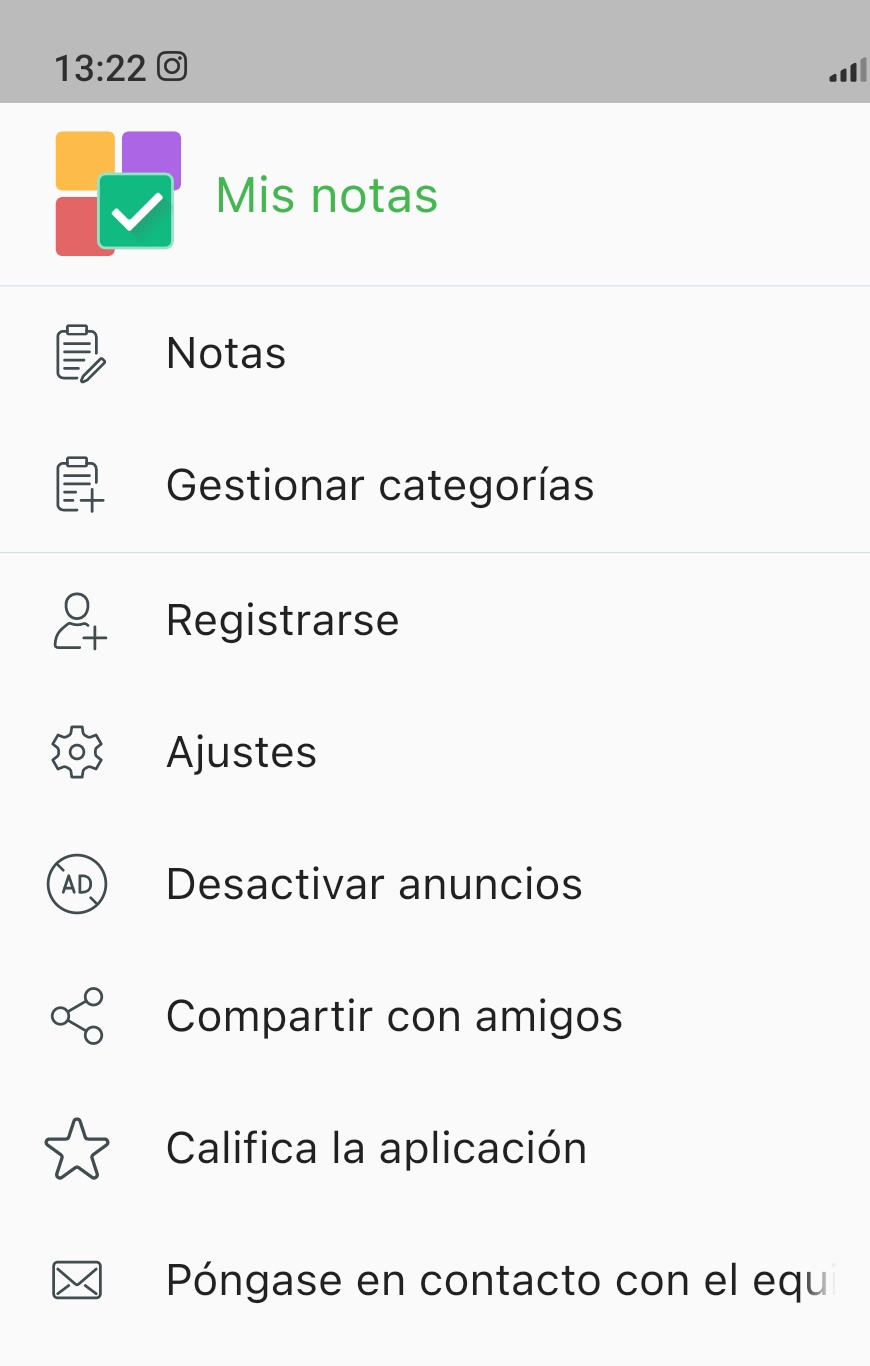 13:22
Mis notas
Notas
Gestionar categorías
Registrarse
Ajustes
AD
Desactivar anuncios
Compartir con amigos
Califica la aplicación
Póngase en contacto con el equi